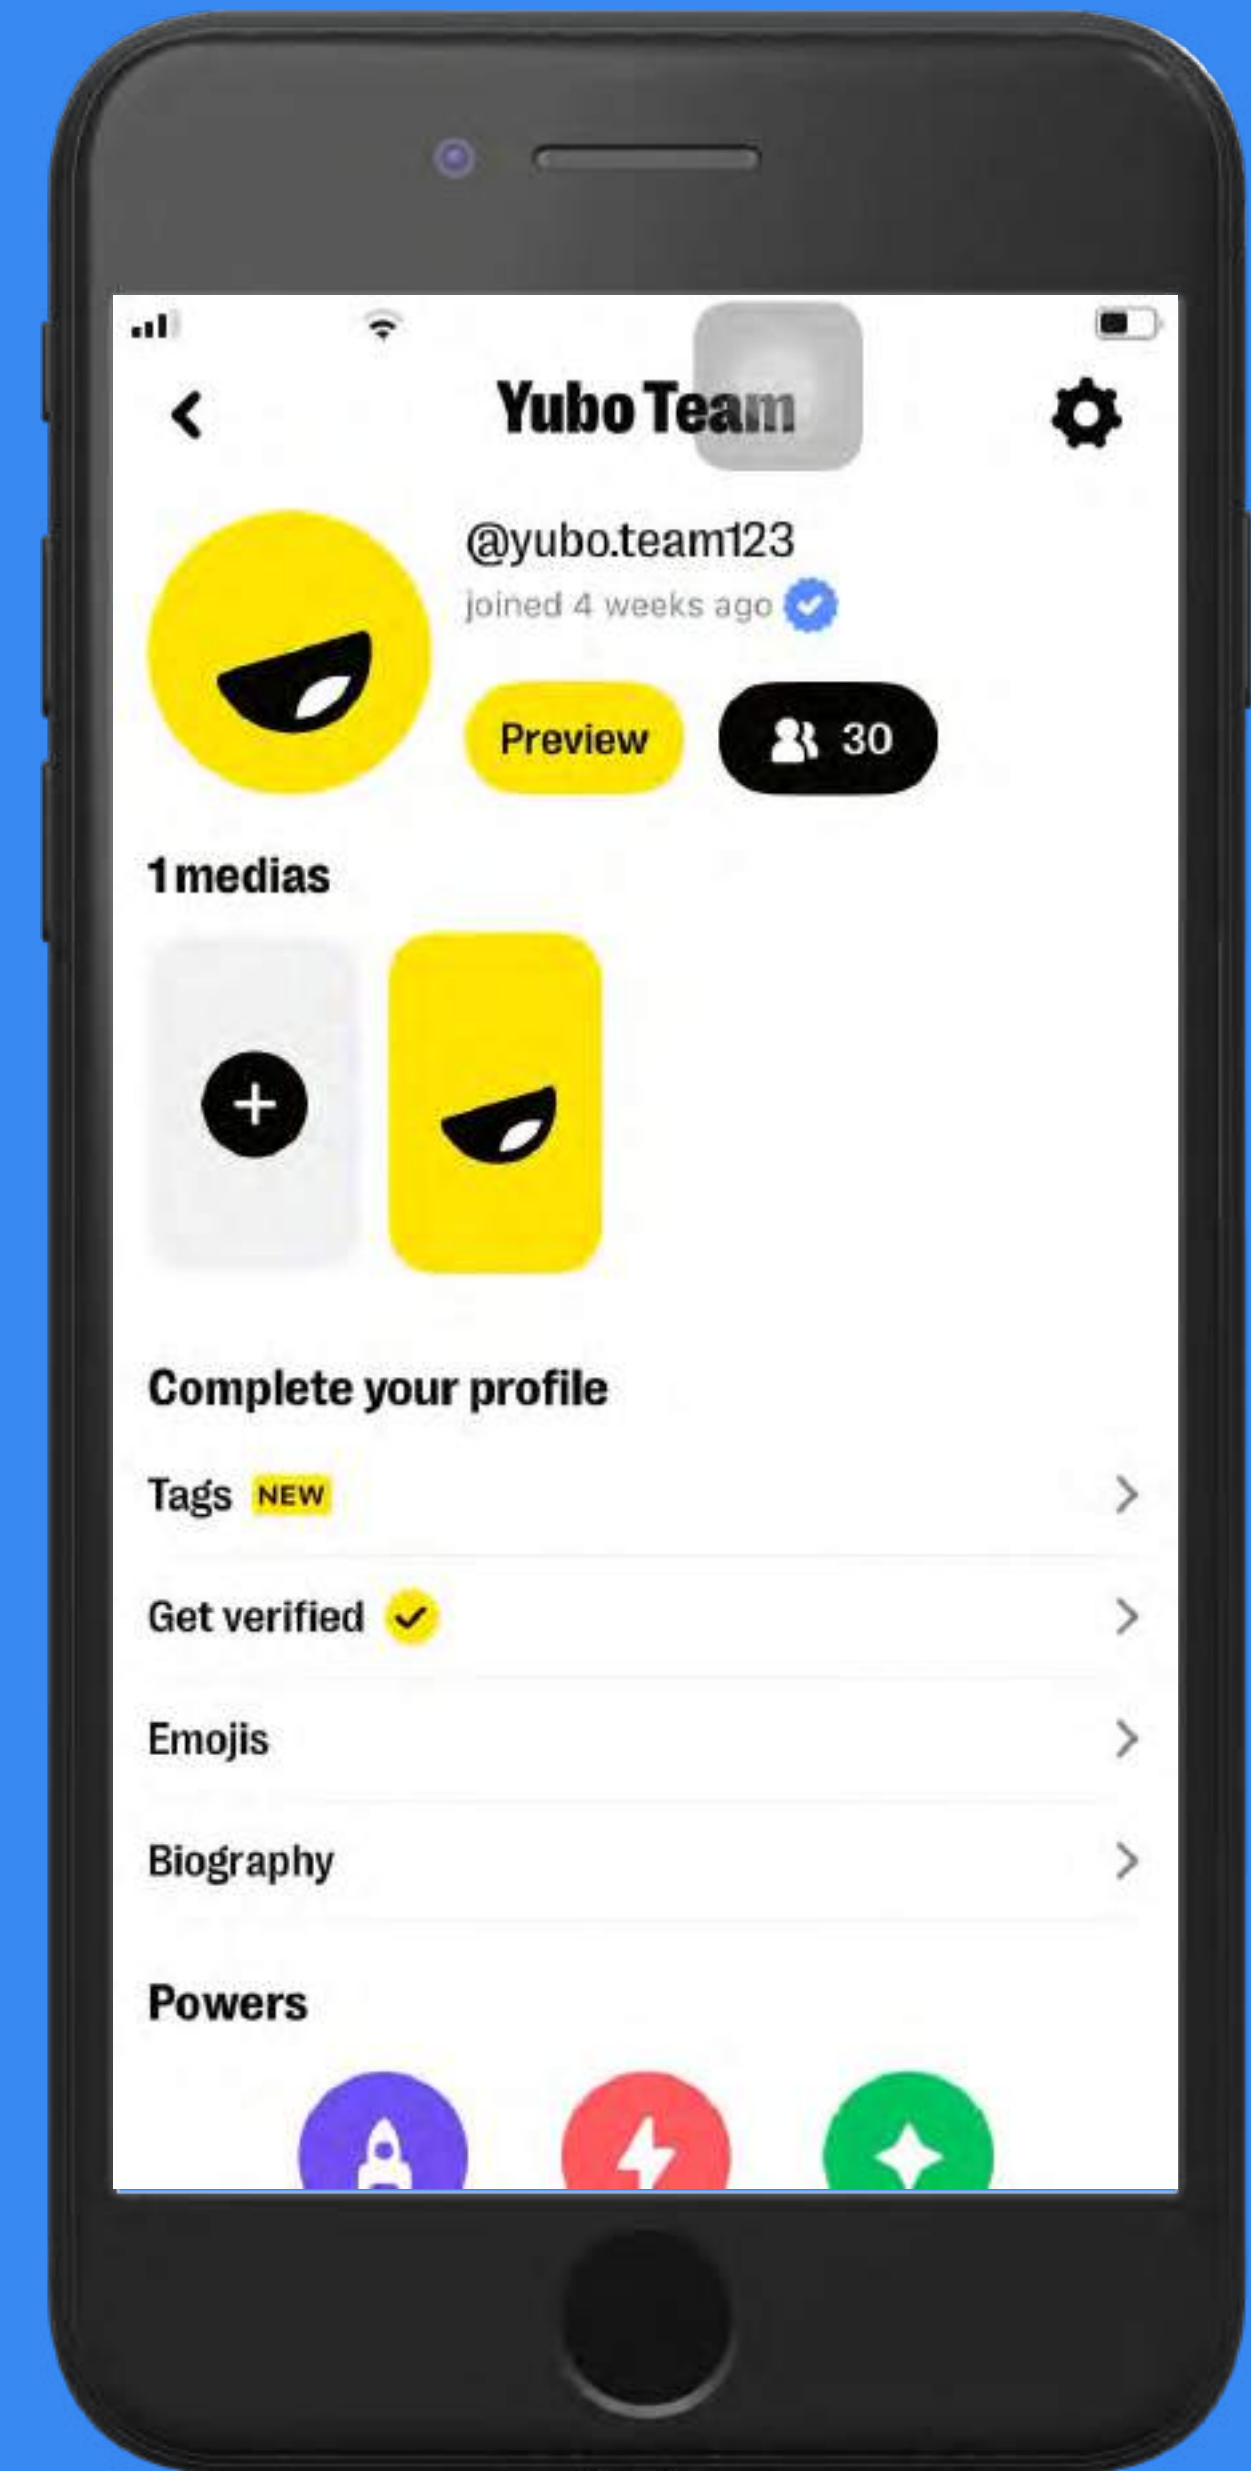 Yubo Team
@yubo.team123
joined 4 weeks ago
Preview
30
1 medias
Complete your profile
Tags NEW
Get verified
Emojis
Biography
Powers